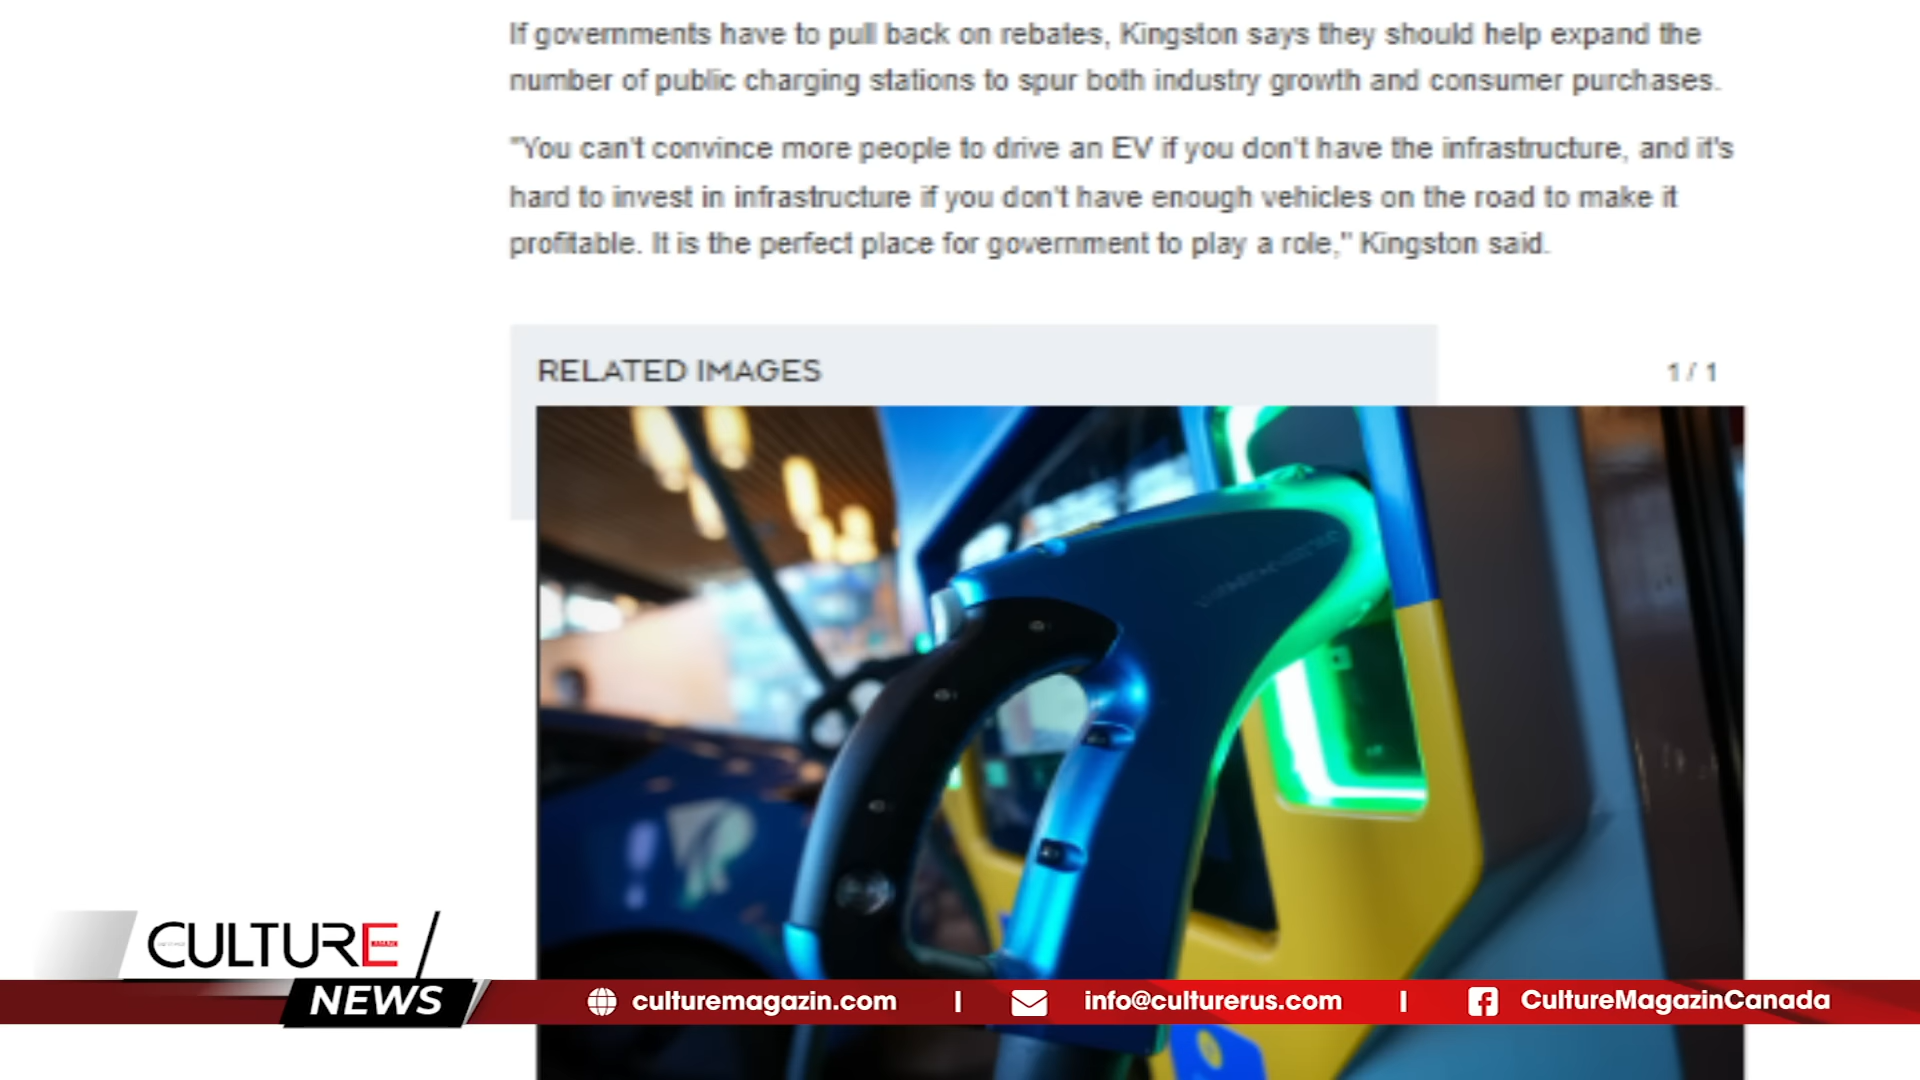 If governments have to pull back on rebates, Kingston says they should help expand the
number of public charging stations to spur both industry growth and consumer purchases.
"You can't convince more people to drive an EV if you don't have the infrastructure, and it's
hard to invest in infrastructure if you don't have enough vehicles on the road to make it
profitable. It is the perfect place for government to play a role," Kingston said.
RELATED IMAGES
1 / 1
CULTURE
NEWS
culturemagazin.com | info@culturerus.com | CultureMagazinCanada